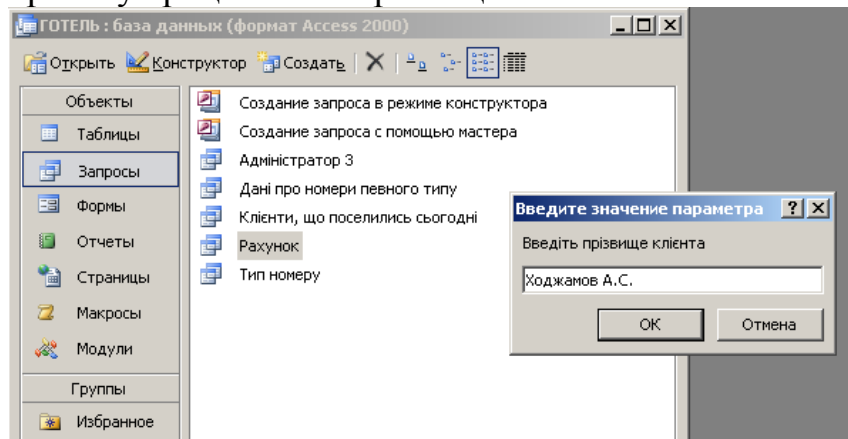 ГОТЕЛЬ : база данных (формат Access 2000)
Открыть Конструктор Создать
Объекты
Таблицы
Запросы
Формы
Отчеты
Страницы
Макросы
Модули
Группы
Избранное
Создание запроса в режиме конструктора
Создание запроса с помощью мастера
Адміністратор 3
Дані про номери певного типу
Клієнти, що поселились сьогодні
Рахунок
Тип номеру
Введите значение параметра
Введіть прізвище клієнта
Ходжамов А.С.
ОК Отмена